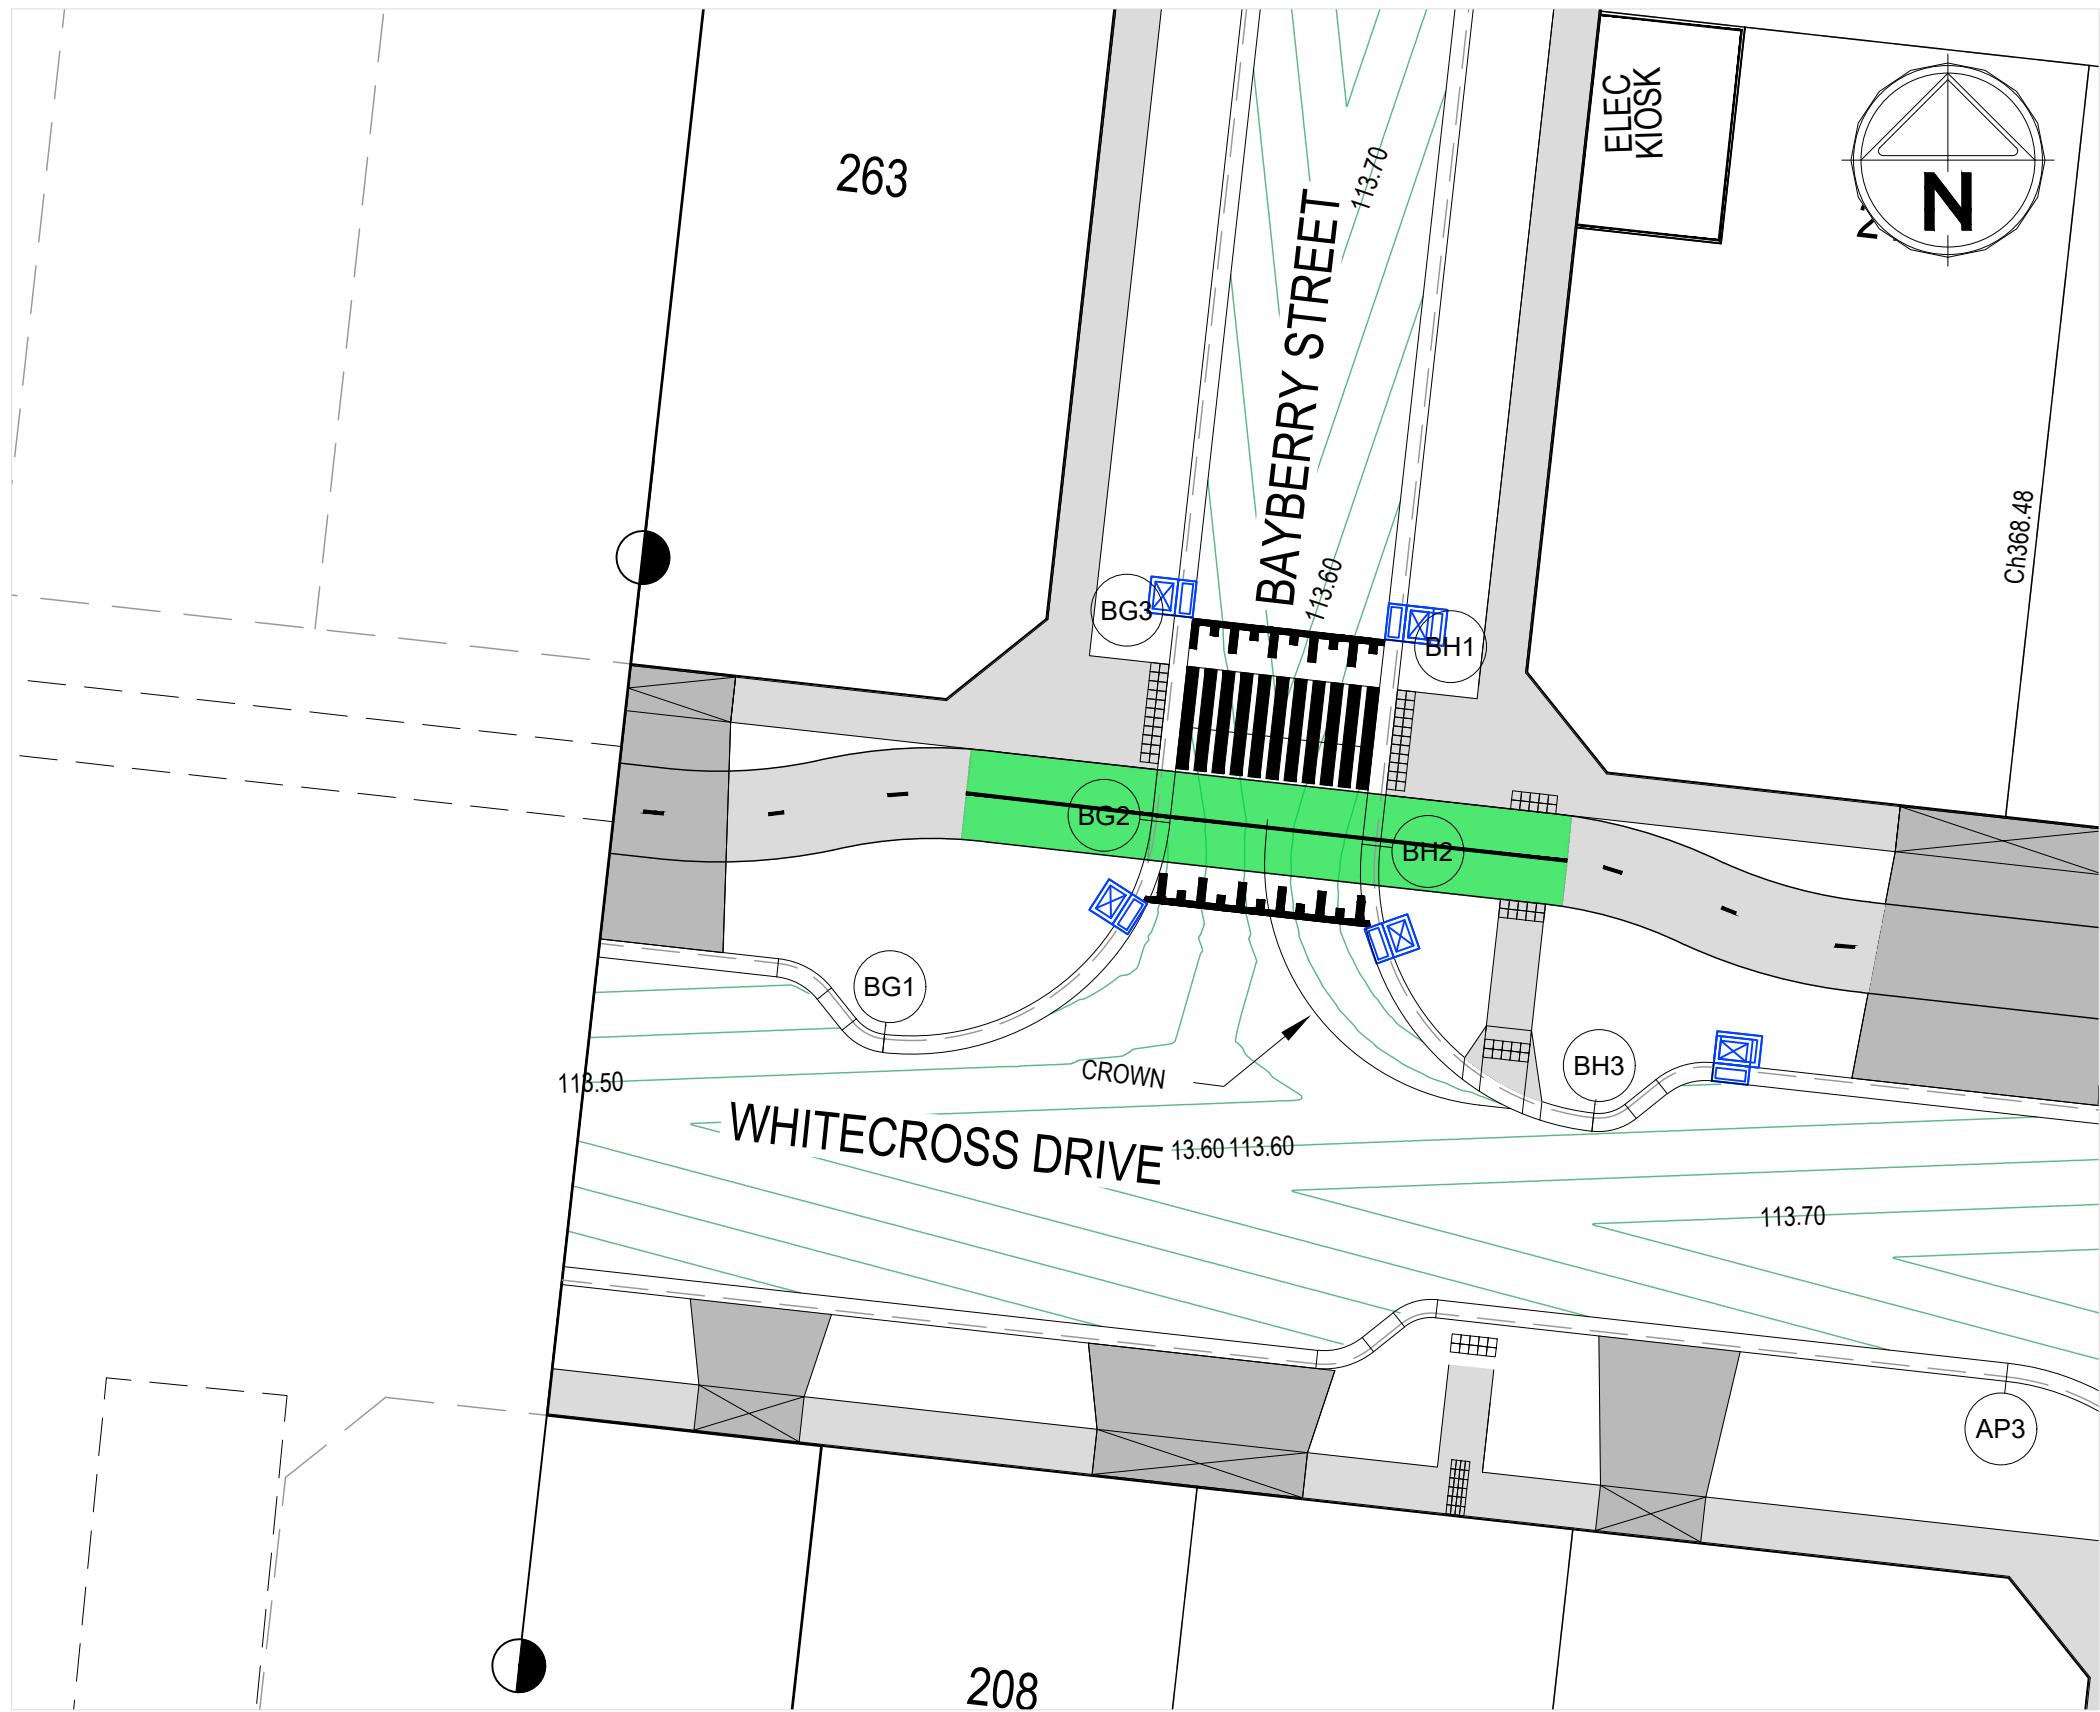 ELEC
KIOSK
263
113.70
N
BAYBERRY STREET
Ch368.48
113.60
BG3
BH1
BG2
BH2
BG1
BH3
113.50
CROWN
WHITECROSS DRIVE
13.60 113.60
113.70
AP3
208